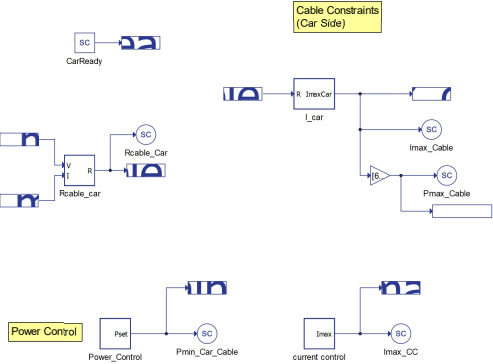 Cable Constraints
(Car Side)
SC
CarReady
R ImaxCar
I_car
SC
Imax_Cable
SC
Rcable_Car
V
I
R
Rcable_car
SC
Pmax_Cable
Power Control
Pset
Power_Control
SC
Pmin_Car_Cable
Imax
current control
SC
Imax_CC